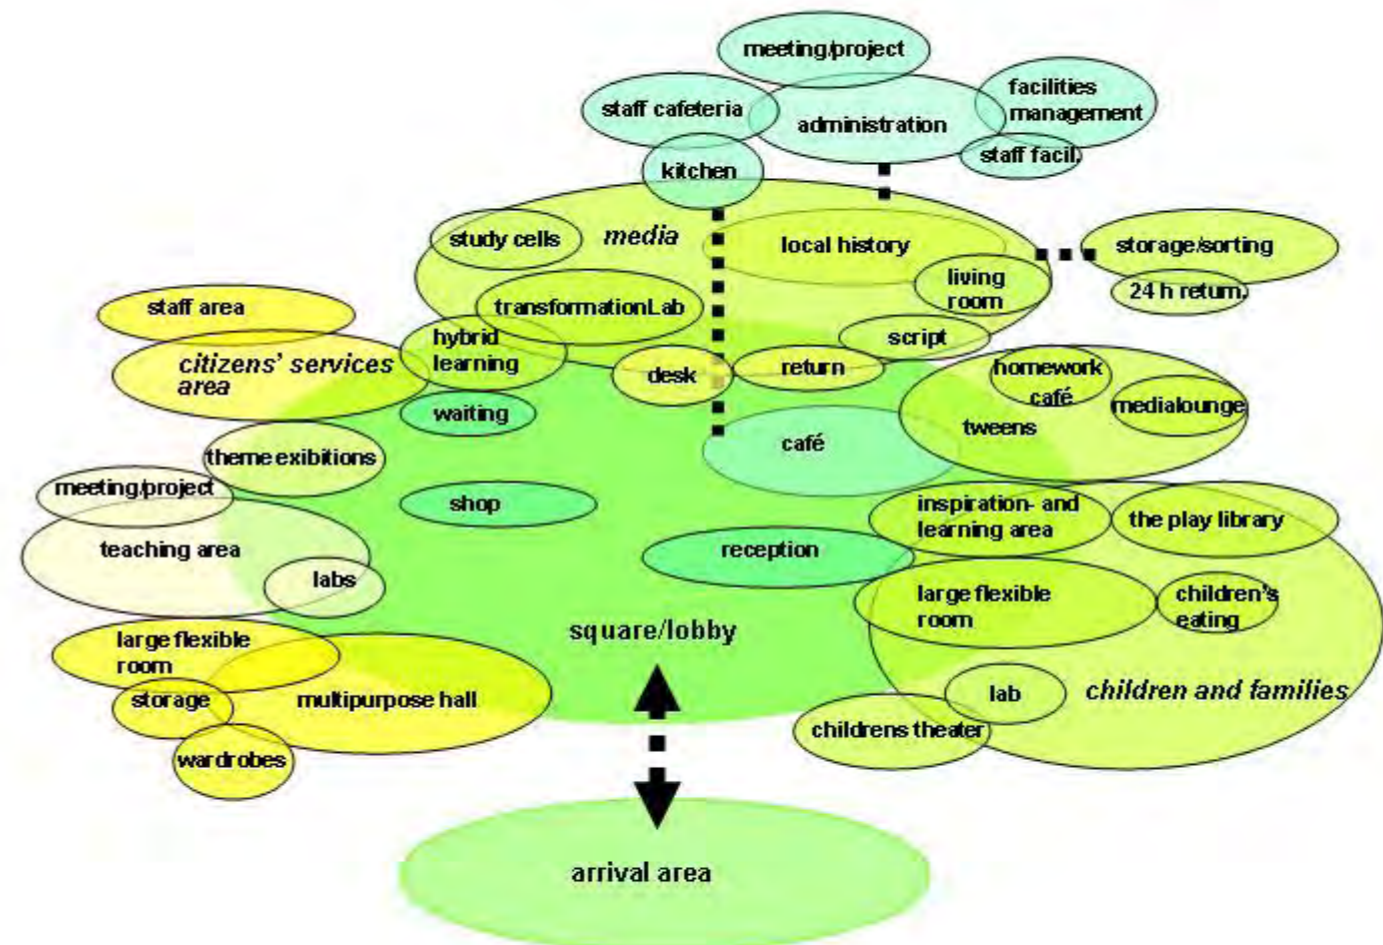 meeting/project
facilities
management
staff cafeteria
administration
staff facil.
kitchen
study cells
media
local history
storage/sorting
living
room
24 h return.
staff area
transformationLab
hybrid
learning
script
citizens' services
area
desk
return
homework
café
medialounge
waiting
café
tweens
theme exibitions
meeting/project
shop
inspiration- and
learning area
the play library
teaching area
reception
labs
large flexible
room
children's
eating
square/lobby
large flexible
room
storage
multipurpose hall
lab
children and families
childrens theater
wardrobes
arrival area